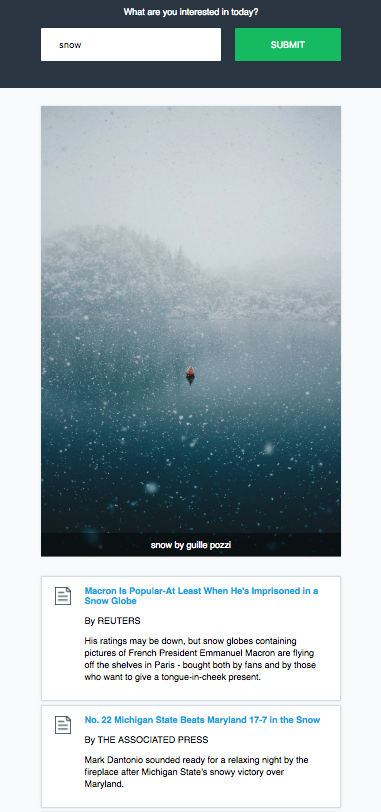 What are you interested in today?
snow
SUBMIT
snow by guille pozzi
Macron Is Popular-At Least When He's Imprisoned in a
Snow Globe
By REUTERS
His ratings may be down, but snow globes containing
pictures of French President Emmanuel Macron are flying
off the shelves in Paris - bought both by fans and by those
who want to give a tongue-in-cheek present.
No. 22 Michigan State Beats Maryland 17-7 in the Snow
By THE ASSOCIATED PRESS
Mark Dantonio sounded ready for a relaxing night by the
fireplace after Michigan State's snowy victory over
Maryland.